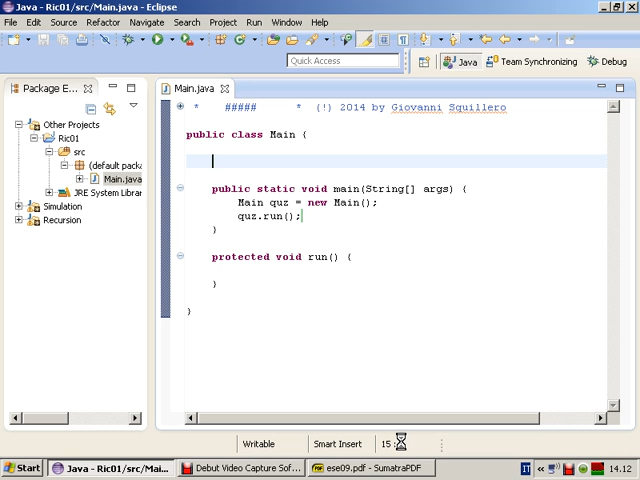 Java - Ric01/src/Main.java - Eclipse
File Edit Source Refactor Navigate Search Project Run Window Help
Quick Access
Java
Team Synchronizing
Debug
Package E...
Main.java
Other Projects
Ric01
src
(default packa
Main.java
JRE System Librar
Simulation
Recursion
* ##### * (!) 2014 by Giovanni Squillero
public class Main {
public static void main(String[] args) {
Main quz = new Main();
quz.run();
}
protected void run() {
}
}
Writable
Smart Insert
15 :
Start
Java - Ric01/src/Mai...
Debut Video Capture Sof...
ese09.pdf - SumatraPDF
IT
«
14.12